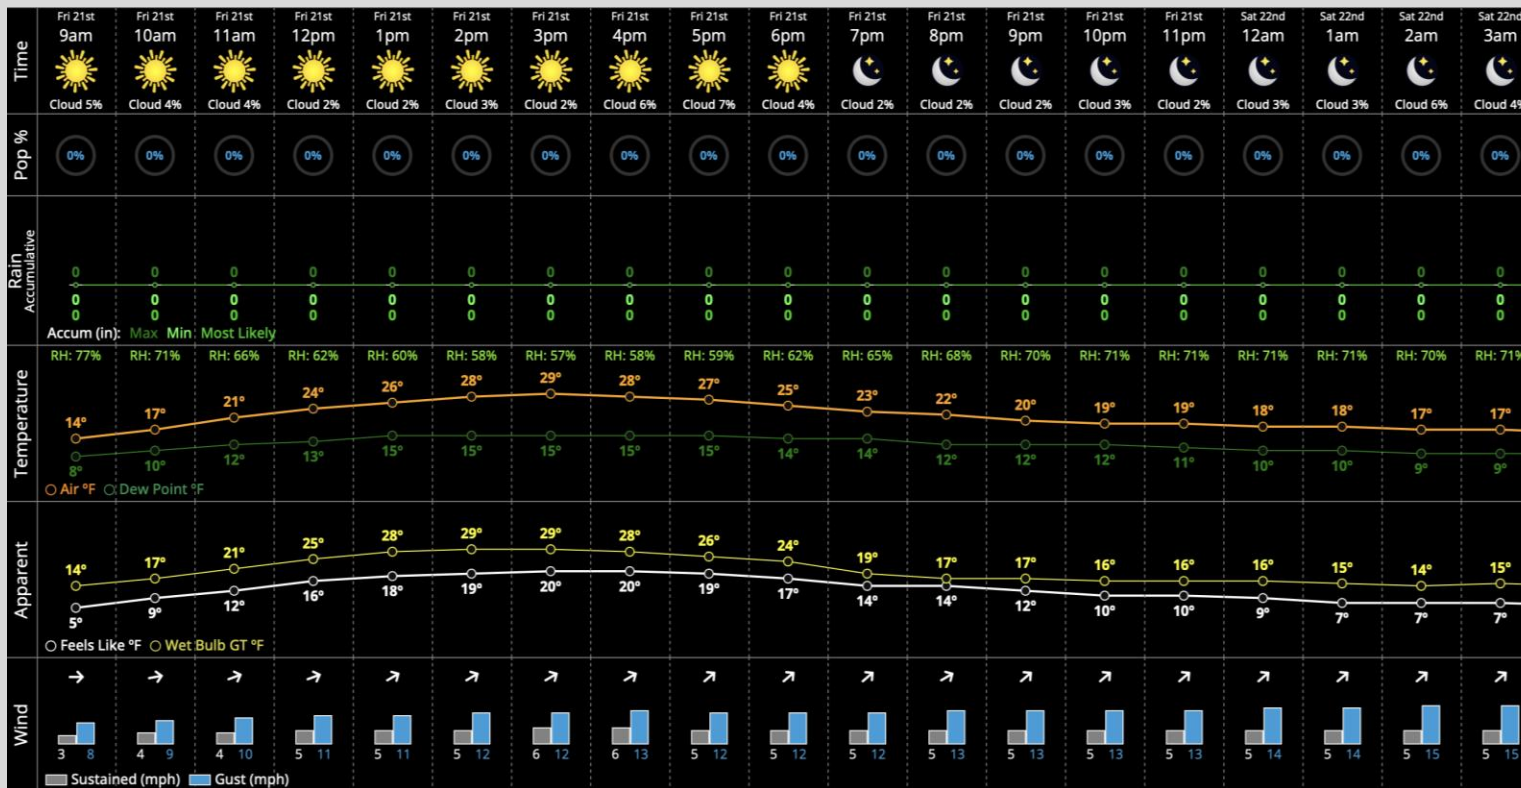 Time
Fri 21st Fri 21st Fri 21st Fri 21st Fri 21st Fri 21st Fri 21st Fri 21st Fri 21st Fri 21st Fri 21st Fri 21st Fri 21st Fri 21st Fri 21st Sat 22nd Sat 22nd Sat 22nd Sat 22nd
9am 10am 11am 12pm 1pm 2pm 3pm 4pm 5pm 6pm 7pm 8pm 9pm 10pm 11pm 12am 1am 2am 3am
Cloud 5% Cloud 4% Cloud 4% Cloud 2% Cloud 2% Cloud 3% Cloud 2% Cloud 6% Cloud 7% Cloud 4% Cloud 2% Cloud 2% Cloud 2% Cloud 3% Cloud 2% Cloud 3% Cloud 3% Cloud 6% Cloud 4%
Pop %
0% 0% 0% 0% 0% 0% 0% 0% 0% 0% 0% 0% 0% 0% 0% 0% 0% 0% 0%
Rain
Accumulative
0 0 0 0 0 0 0 0 0 0 0 0 0 0 0 0 0 0 0
0 0 0 0 0 0 0 0 0 0 0 0 0 0 0 0 0 0 0
0 0 0 0 0 0 0 0 0 0 0 0 0 0 0 0 0 0 0
Accum (in): Max Min Most Likely
Temperature
RH: 77% RH: 71% RH: 66% RH: 62% RH: 60% RH: 58% RH: 57% RH: 58% RH: 59% RH: 62% RH: 65% RH: 68% RH: 70% RH: 71% RH: 71% RH: 71% RH: 71% RH: 70% RH: 71%
14° 17° 21° 24° 26° 28° 29° 28° 27° 25° 23° 22° 20° 19° 19° 18° 18° 17° 17°
8° 10° 12° 13° 15° 15° 15° 15° 15° 14° 14° 12° 12° 12° 11° 10° 10° 9° 9°
Air °F Dew Point °F
Apparent
14° 17° 21° 25° 28° 29° 29° 28° 26° 24° 19° 17° 17° 16° 16° 16° 15° 14° 15°
5° 9° 12° 16° 18° 19° 20° 20° 19° 17° 14° 14° 12° 10° 10° 9° 7° 7° 7°
Feels Like °F Wet Bulb GT °F
Wind
3 8 4 9 4 10 5 11 5 11 5 12 6 12 6 13 5 12 5 12 5 12 5 13 5 13 5 13 5 13 5 14 5 14 5 15 5 15
Sustained (mph) Gust (mph)